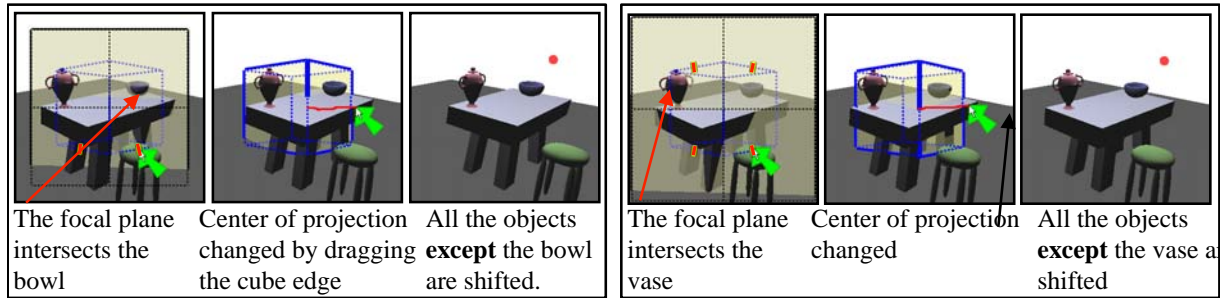 The focal plane
intersects the
bowl
Center of projection
changed by dragging
the cube edge
All the objects
except the bowl
are shifted.
The focal plane
intersects the
vase
Center of projection
changed
All the objects
except the vase
shifted